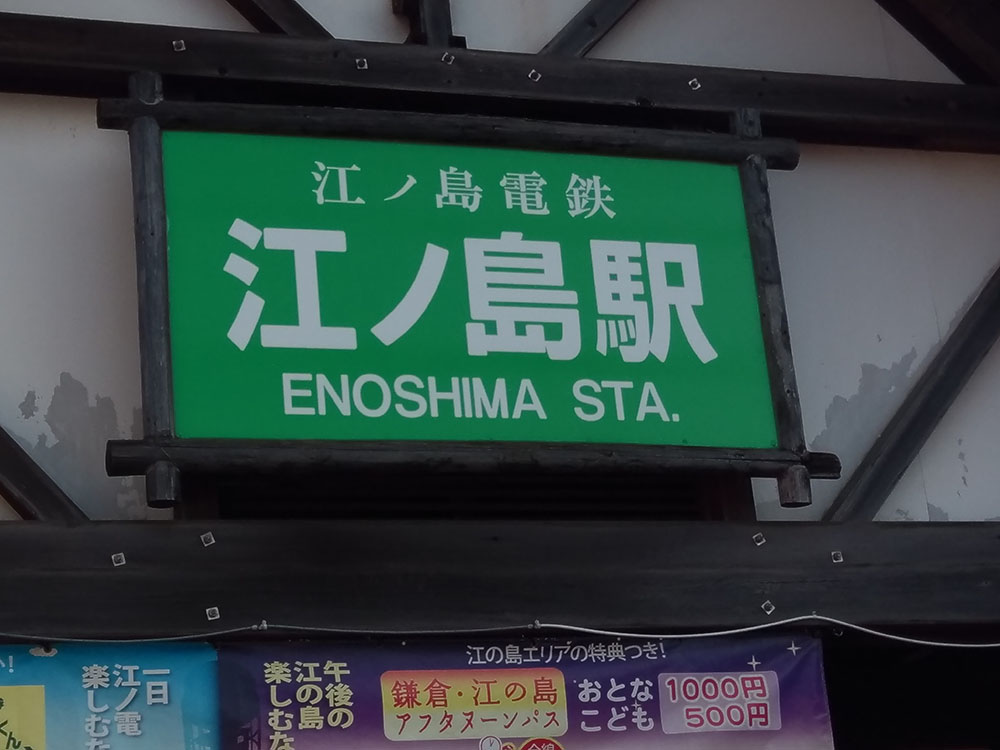 江ノ島電鉄
江ノ島駅
ENOSHIMA STA.
一日
江ノ電
楽しむた
江の島エリアの特典つき!
午後の
江の島
楽しむな
鎌倉・江の島
アフタヌーンパス
おとな 1000円
こども 500円